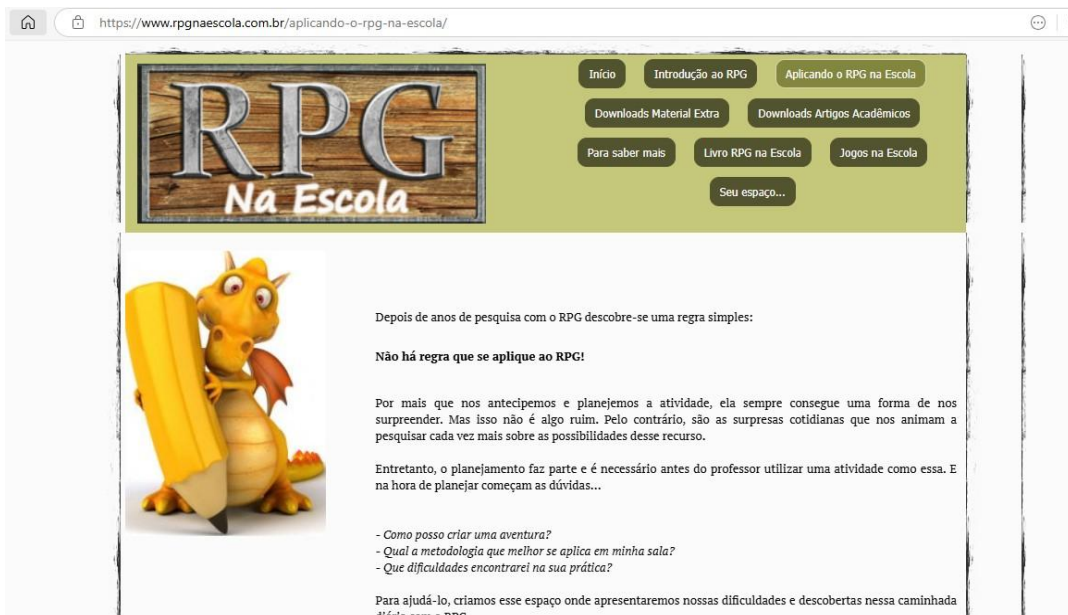 https://www.rpgnaescola.com.br/aplicando-o-rpg-na-escola/
RPG
Na Escola
Início Introdução ao RPG Aplicando o RPG na Escola
Downloads Material Extra Downloads Artigos Acadêmicos
Para saber mais Livro RPG na Escola Jogos na Escola
Seu espaço...
Depois de anos de pesquisa com o RPG descobre-se uma regra simples:
Não há regra que se aplique ao RPG!
Por mais que nos antecipemos e planejemos a atividade, ela sempre consegue uma forma de nos
surpreender. Mas isso não é algo ruim. Pelo contrário, são as surpresas cotidianas que nos animam a
pesquisar cada vez mais sobre as possibilidades desse recurso.
Entretanto, o planejamento faz parte e é necessário antes do professor utilizar uma atividade como essa. E
na hora de planejar começam as dúvidas...
- Como posso criar uma aventura?
- Qual a metodologia que melhor se aplica em minha sala?
- Que dificuldades encontrarei na sua prática?
Para ajudá-lo, criamos esse espaço onde apresentaremos nossas dificuldades e descobertas nessa caminhada
diária com o RPG